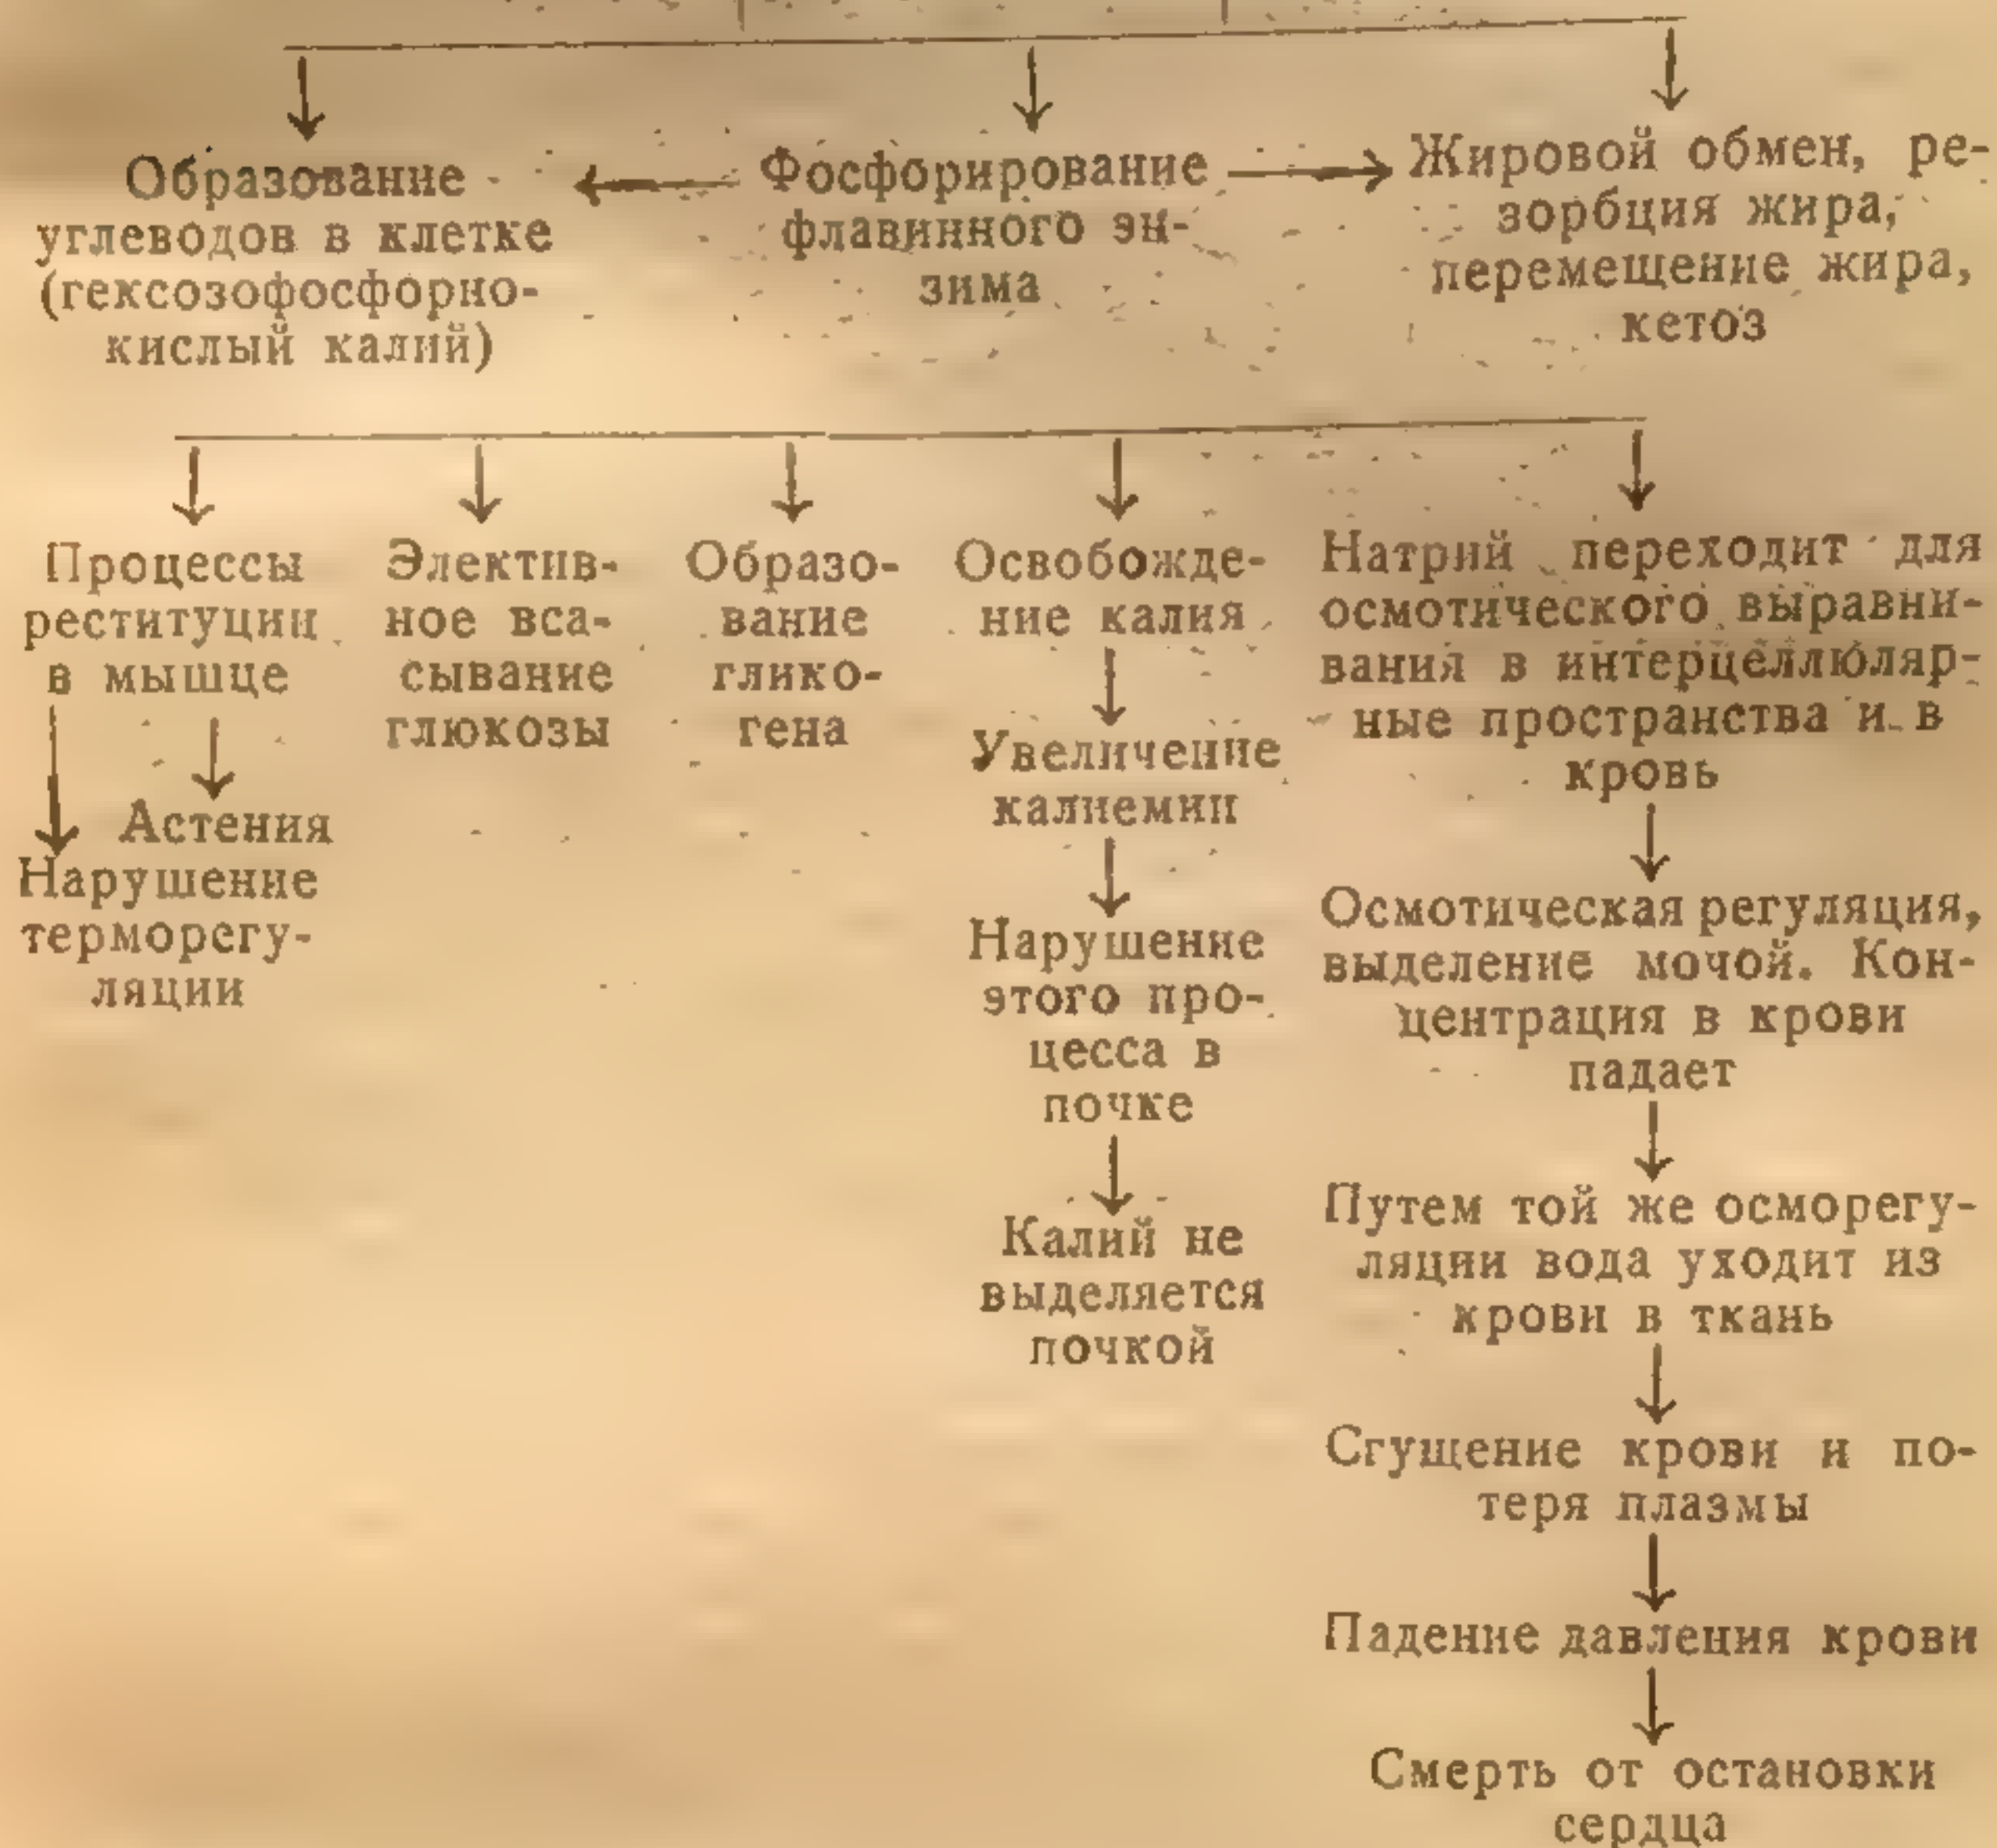 Образование
углеводов в клетке
(гексозофосфорно-
кислый калий)
Фосфорирование
флавинного эн-
зима
Жировой обмен, ре-
зорбция жира,
перемещение жира,
кетоз
Процессы
реституции
в мышце
Астения
Нарушение
терморегу-
ляции
Электив-
ное вса-
сывание
глюкозы
Образо-
вание
глико-
гена
Освобожде-
ние калия
Увеличение
калиемии
Нарушение
этого про-
цесса в
почке
Калий не
выделяется
почкой
Натрий переходит для
осмотического выравни-
вания в интерцеллюляр-
ные пространства и в
кровь
Осмотическая регуляция,
выделение мочой. Кон-
центрация в крови
падает
Путем той же осморегу-
ляции вода уходит из
крови в ткань
Сгущение крови и по-
теря плазмы
Падение давления крови
Смерть от остановки
сердца